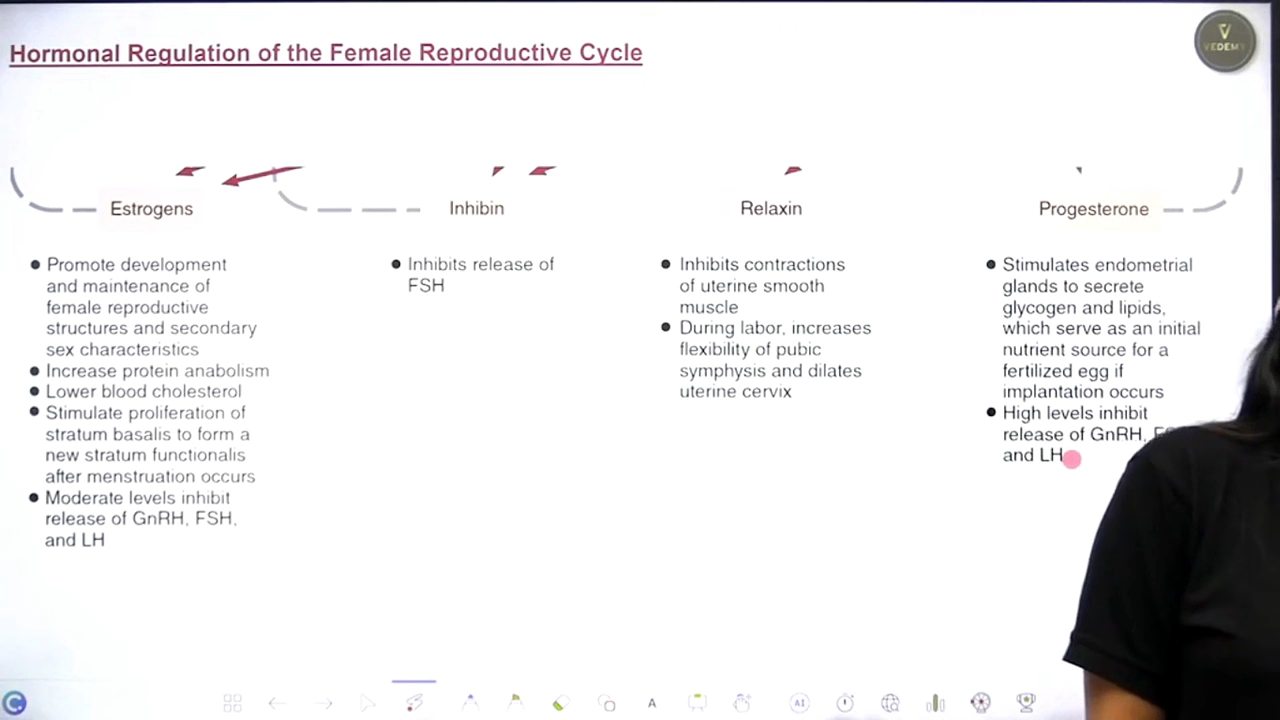 Hormonal Regulation of the Female Reproductive Cycle
VEDEMY
Estrogens
Promote development
and maintenance of
female reproductive
structures and secondary
sex characteristics
Increase protein anabolism
Lower blood cholesterol
Stimulate proliferation of
stratum basalis to form a
new stratum functionalis
after menstruation occurs
Moderate levels inhibit
release of GnRH, FSH,
and LH
Inhibin
Inhibits release of
FSH
Relaxin
Inhibits contractions
of uterine smooth
muscle
During labor, increases
flexibility of pubic
symphysis and dilates
uterine cervix
Progesterone
Stimulates endometrial
glands to secrete
glycogen and lipids,
which serve as an initial
nutrient source for a
fertilized egg if
implantation occurs
High levels inhibit
release of GnRH,
and LH
A
AI